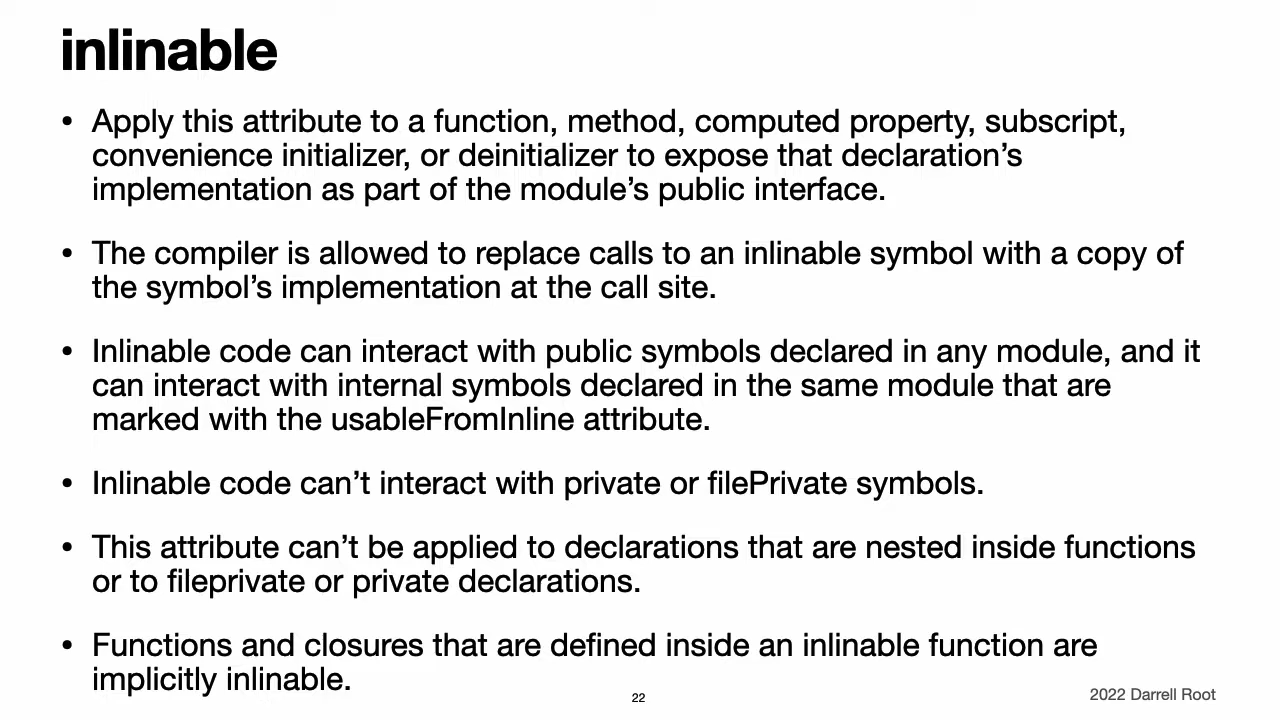 inlinable
• Apply this attribute to a function, method, computed property, subscript,
convenience initializer, or deinitializer to expose that declaration’s
implementation as part of the module’s public interface.
• The compiler is allowed to replace calls to an inlinable symbol with a copy of
the symbol’s implementation at the call site.
• Inlinable code can interact with public symbols declared in any module, and it
can interact with internal symbols declared in the same module that are
marked with the usableFromInline attribute.
• Inlinable code can’t interact with private or filePrivate symbols.
• This attribute can’t be applied to declarations that are nested inside functions
or to fileprivate or private declarations.
• Functions and closures that are defined inside an inlinable function are
implicitly inlinable.
22
2022 Darrell Root